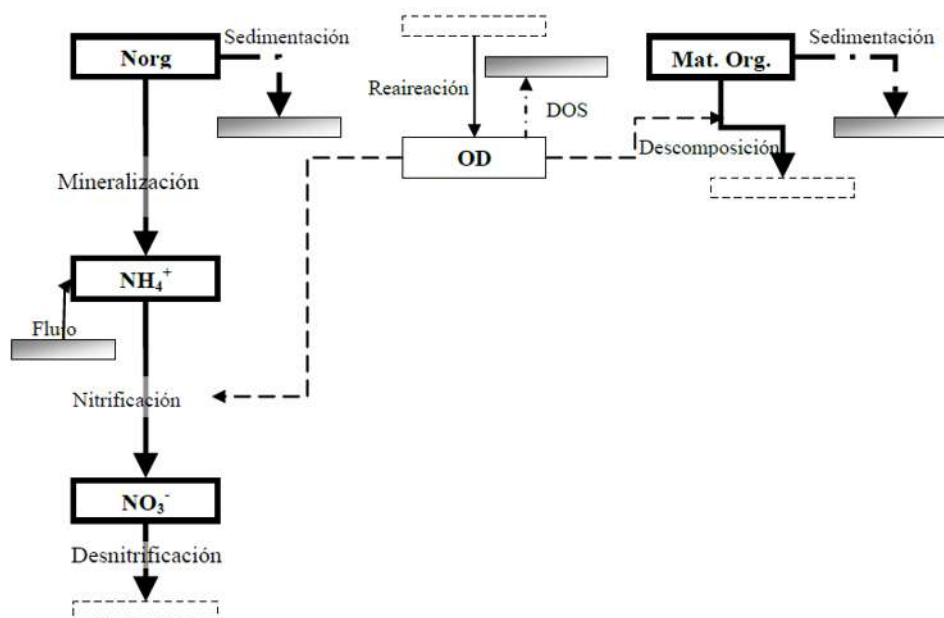 Norg
Sedimentación
Reaireación
DOS
OD
Mat. Org.
Sedimentación
Descomposición
Mineralización
NH₄⁺
Flujo
Nitrificación
NO₃⁻
Desnitrificación